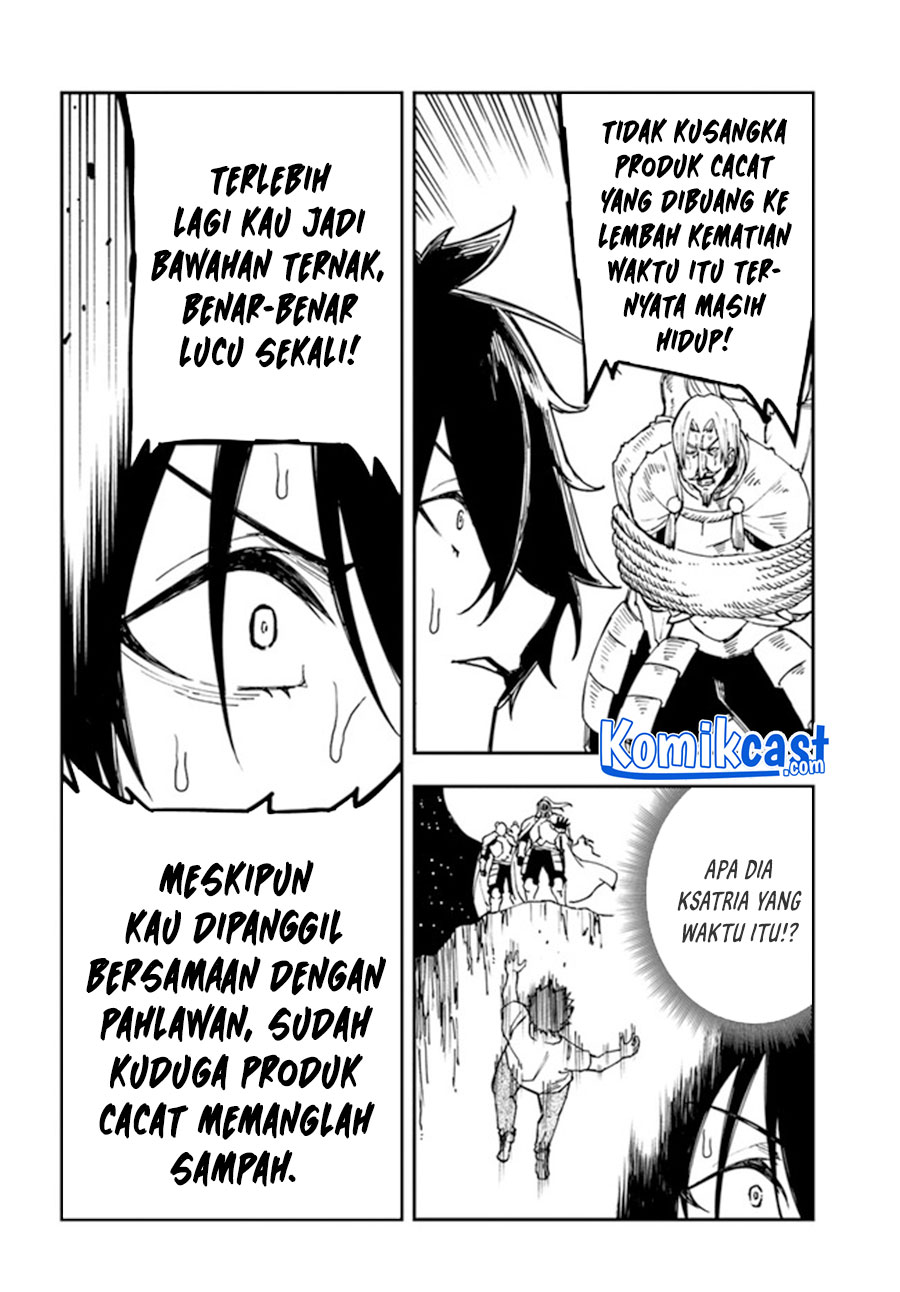 TIDAK KUSANGKA
PRODUK CACAT
YANG DIBUANG KE
LEMBAH KEMATIAN
WAKTU ITU TER-
NYATA MASIH
HIDUP!
Komikcast
.com
APA DIA
KSATRIA YANG
WAKTU ITU!?
TERLEBIH
LAGI KAU JADI
BAWAHAN TERNAK,
BENAR-BENAR
LUCU SEKALI!
MESKIPUN
KAU DIPANGGIL
BERSAMAAN DENGAN
PAHLAWAN, SUDAH
KUDUGA PRODUK
CACAT MEMANGLAH
SAMPAH.